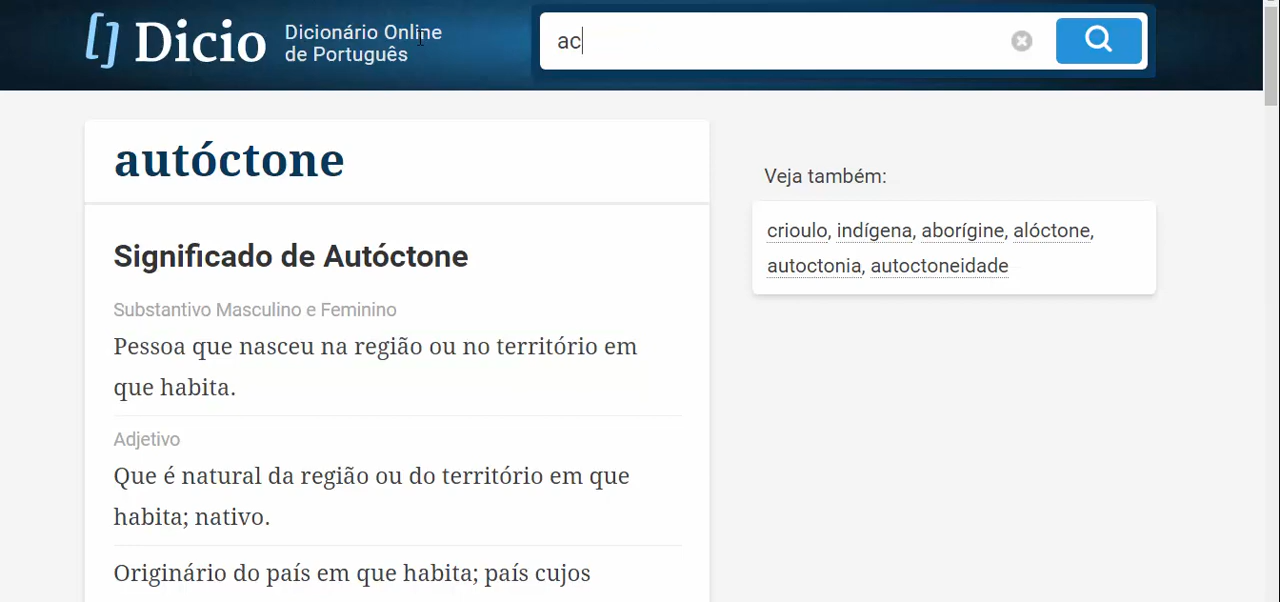 [] Dicio
Dicionário Online
de Português
ac
autóctone
Significado de Autóctone
Substantivo Masculino e Feminino
Pessoa que nasceu na região ou no território em
que habita.
Adjetivo
Que é natural da região ou do território em que
habita; nativo.
Originário do país em que habita; país cujos
Veja também:
crioulo, indígena, aborígine, alóctone,
autoctonia, autoctoneidade